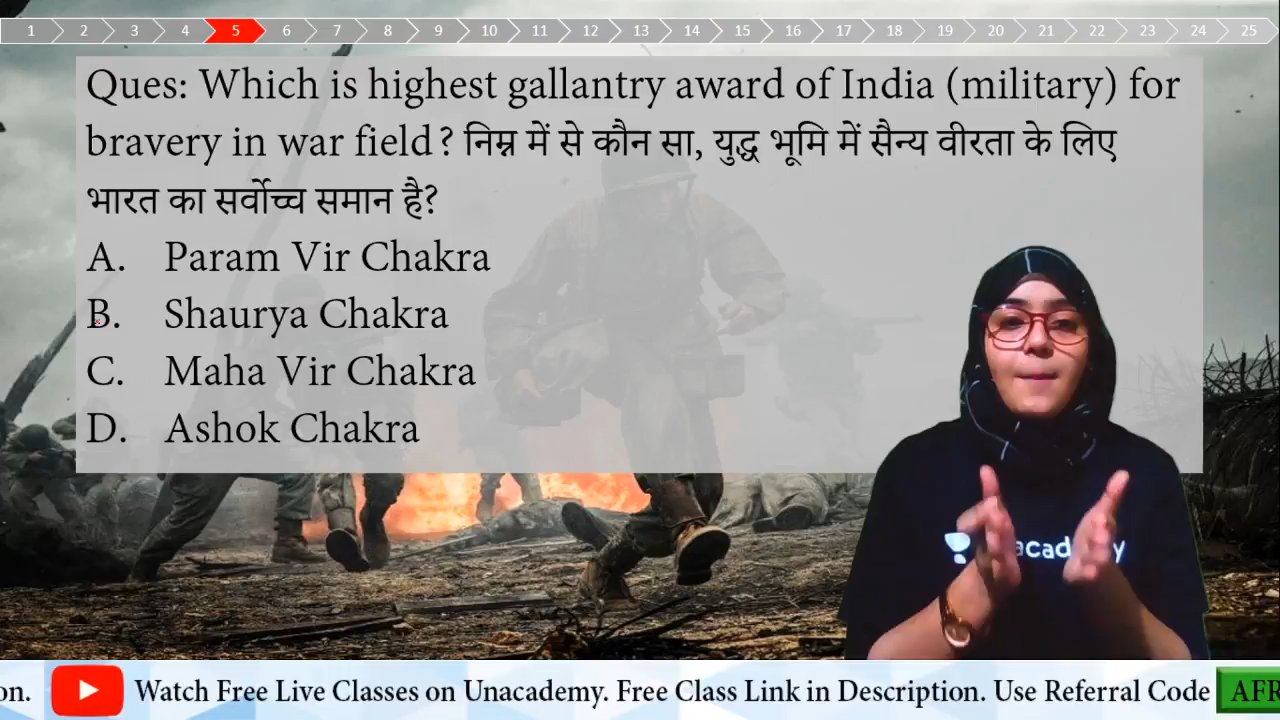 1 2 3 4 5 6 7 8 9 10 11 12 13 14 15 16 17 18 19 20 21 22 23 24 25
Ques: Which is highest gallantry award of India (military) for
bravery in war field? निम्न में से कौन सा, युद्ध भूमि में सैन्य वीरता के लिए
भारत का सर्वोच्च समान है?
A. Param Vir Chakra
B. Shaurya Chakra
C. Maha Vir Chakra
D. Ashok Chakra
acad y
on. Watch Free Live Classes on Unacademy. Free Class Link in Description. Use Referral Code AFR